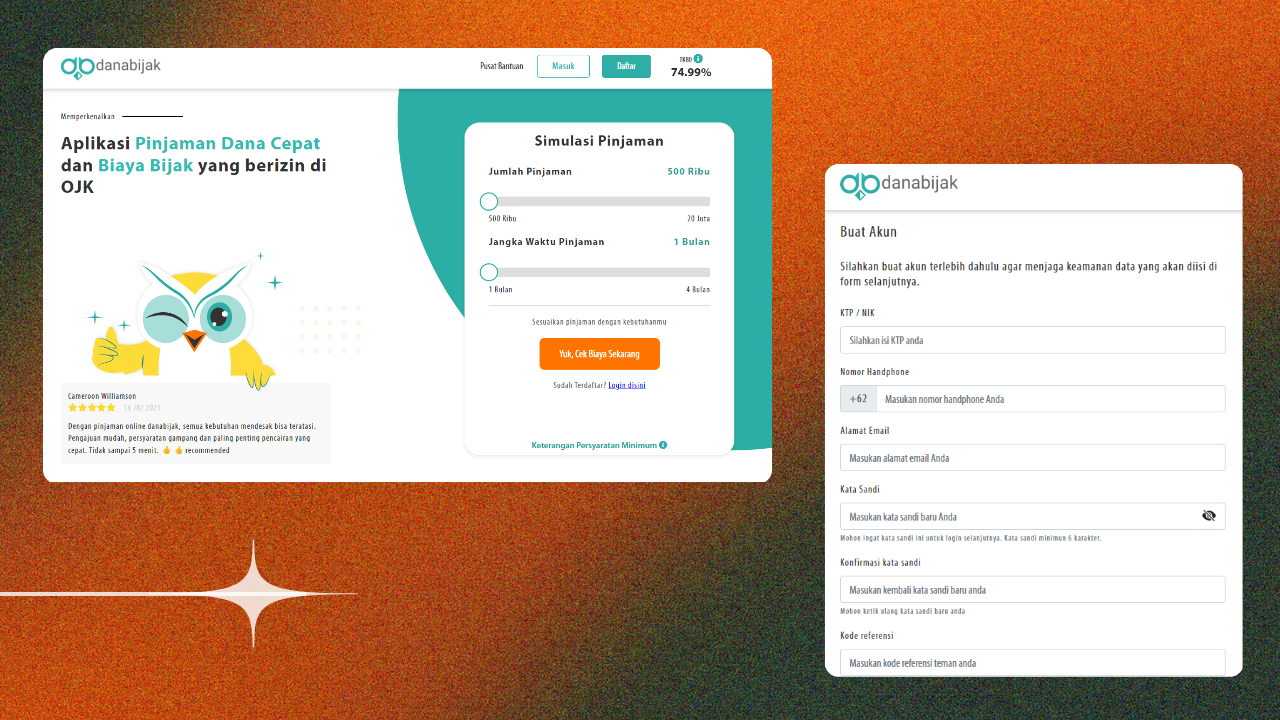 danabijak
Pusat Bantuan
Masuk
Daftar
TKBD
74.99%
Memperkenalkan
Aplikasi Pinjaman Dana Cepat
dan Biaya Bijak yang berizin di
OJK
Cameroon Williamson
16 /8/ 2021
Dengan pinjaman online danabijak, semua kebutuhan mendesak bisa teratasi.
Pengajuan mudah, persyaratan gampang dan paling penting pencairan yang
cepat. Tidak sampai 5 menit. 👍 👍 recommended
Simulasi Pinjaman
Jumlah Pinjaman 500 Ribu
500 Ribu 20 Juta
Jangka Waktu Pinjaman 1 Bulan
1 Bulan 4 Bulan
Sesuaikan pinjaman dengan kebutuhanmu
Yuk, Cek Biaya Sekarang
Sudah Terdaftar? Login disini
Keterangan Persyaratan Minimum
danabijak
Buat Akun
Silahkan buat akun terlebih dahulu agar menjaga keamanan data yang akan diisi di
form selanjutnya.
KTP / NIK
Silahkan isi KTP anda
Nomor Handphone
+62 Masukan nomor handphone Anda
Alamat Email
Masukan alamat email Anda
Kata Sandi
Masukan kata sandi baru Anda
Mohon ingat kata sandi ini untuk login selanjutnya. Kata sandi minimun 6 karakter.
Konfirmasi kata sandi
Masukan kembali kata sandi baru anda
Mohon ketik ulang kata sandi baru anda
Kode referensi
Masukan kode referensi teman anda